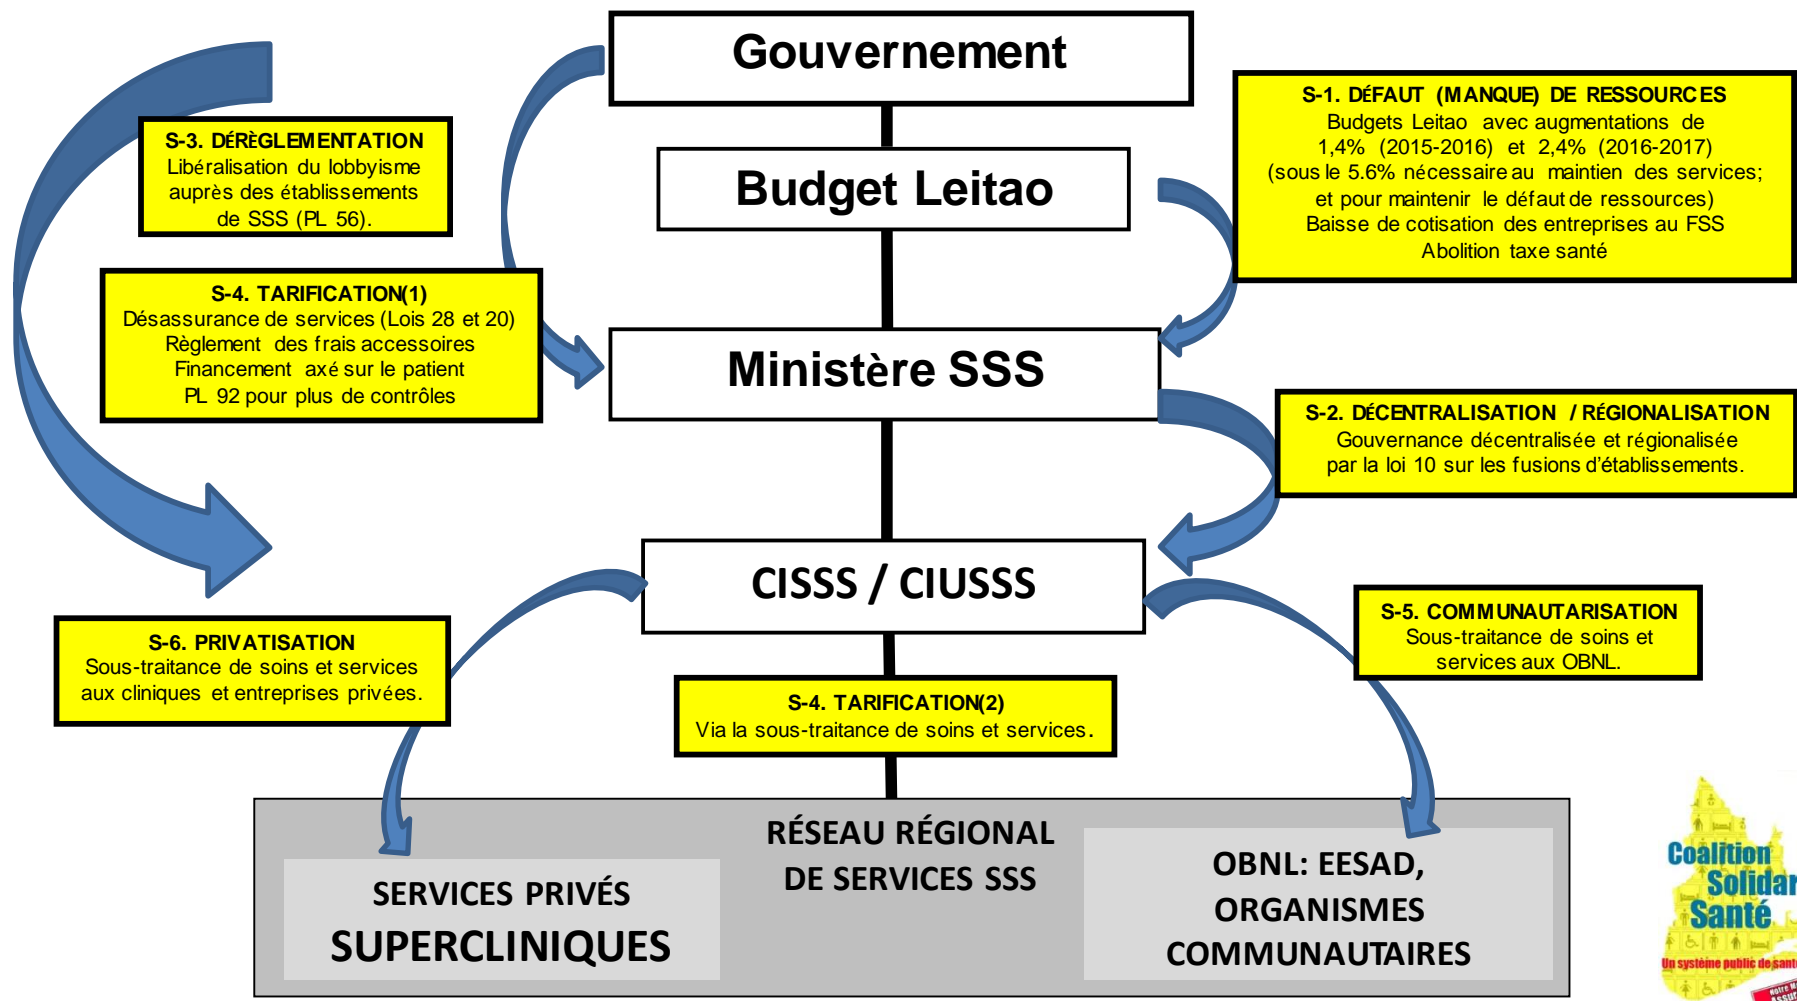 Gouvernement
S-1. DÉFAUT (MANQUE) DE RESSOURCES
Budgets Leitao avec augmentations de
1,4% (2015-2016) et 2,4% (2016-2017)
(sous le 5.6% nécessaire au maintien des services;
et pour maintenir le défaut de ressources)
Baisse de cotisation des entreprises au FSS
Abolition taxe santé
S-3. DÉRÈGLEMENTATION
Libéralisation du lobbyisme
auprès des établissements
de SSS (PL 56).
Budget Leitao
S-4. TARIFICATION(1)
Désassurance de services (Lois 28 et 20)
Règlement des frais accessoires
Financement axé sur le patient
PL 92 pour plus de contrôles
Ministère SSS
S-2. DÉCENTRALISATION / RÉGIONALISATION
Gouvernance décentralisée et régionalisée
par la loi 10 sur les fusions d'établissements.
CISSS / CIUSSS
S-6. PRIVATISATION
Sous-traitance de soins et services
aux cliniques et entreprises privées.
S-5. COMMUNAUTARISATION
Sous-traitance de soins et
services aux OBNL.
S-4. TARIFICATION(2)
Via la sous-traitance de soins et services.
RÉSEAU RÉGIONAL
DE SERVICES SSS
SERVICES PRIVÉS
SUPERCLINIQUES
OBNL: EESAD,
ORGANISMES
COMMUNAUTAIRES
Coalition
Solidar
Santé
Un système public de santé